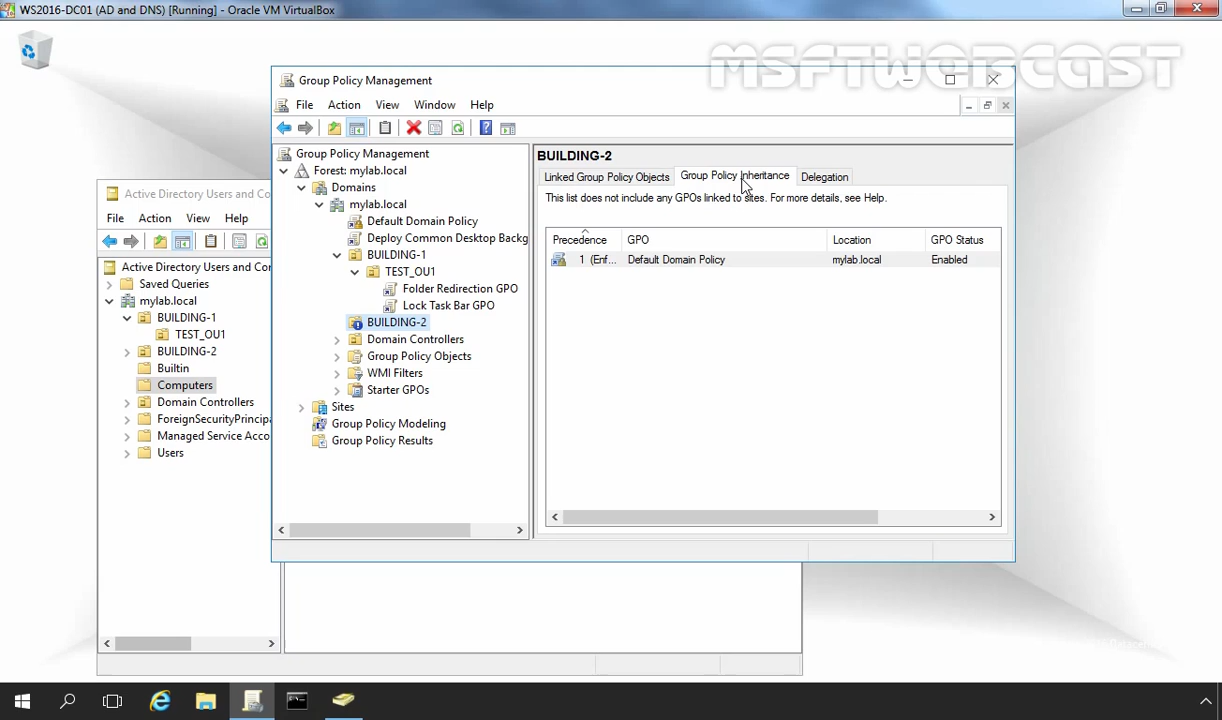 WS2016-DC01 (AD and DNS) [Running] - Oracle VM VirtualBox
MSFTWEBCAST
Group Policy Management
File Action View Window Help
Group Policy Management
Forest: mylab.local
Domains
mylab.local
Default Domain Policy
Deploy Common Desktop Backg
BUILDING-1
TEST_OU1
Folder Redirection GPO
Lock Task Bar GPO
BUILDING-2
Domain Controllers
Group Policy Objects
WMI Filters
Starter GPOs
Sites
Group Policy Modeling
Group Policy Results
BUILDING-2
Linked Group Policy Objects Group Policy Inheritance Delegation
This list does not include any GPOs linked to sites. For more details, see Help.
Precedence GPO Location GPO Status
1 (Enf... Default Domain Policy mylab.local Enabled
Active Directory Users and Co
File Action View Help
Active Directory Users and Cor
Saved Queries
mylab.local
BUILDING-1
TEST_OU1
BUILDING-2
Builtin
Computers
Domain Controllers
ForeignSecurityPrincipa
Managed Service Acco
Users